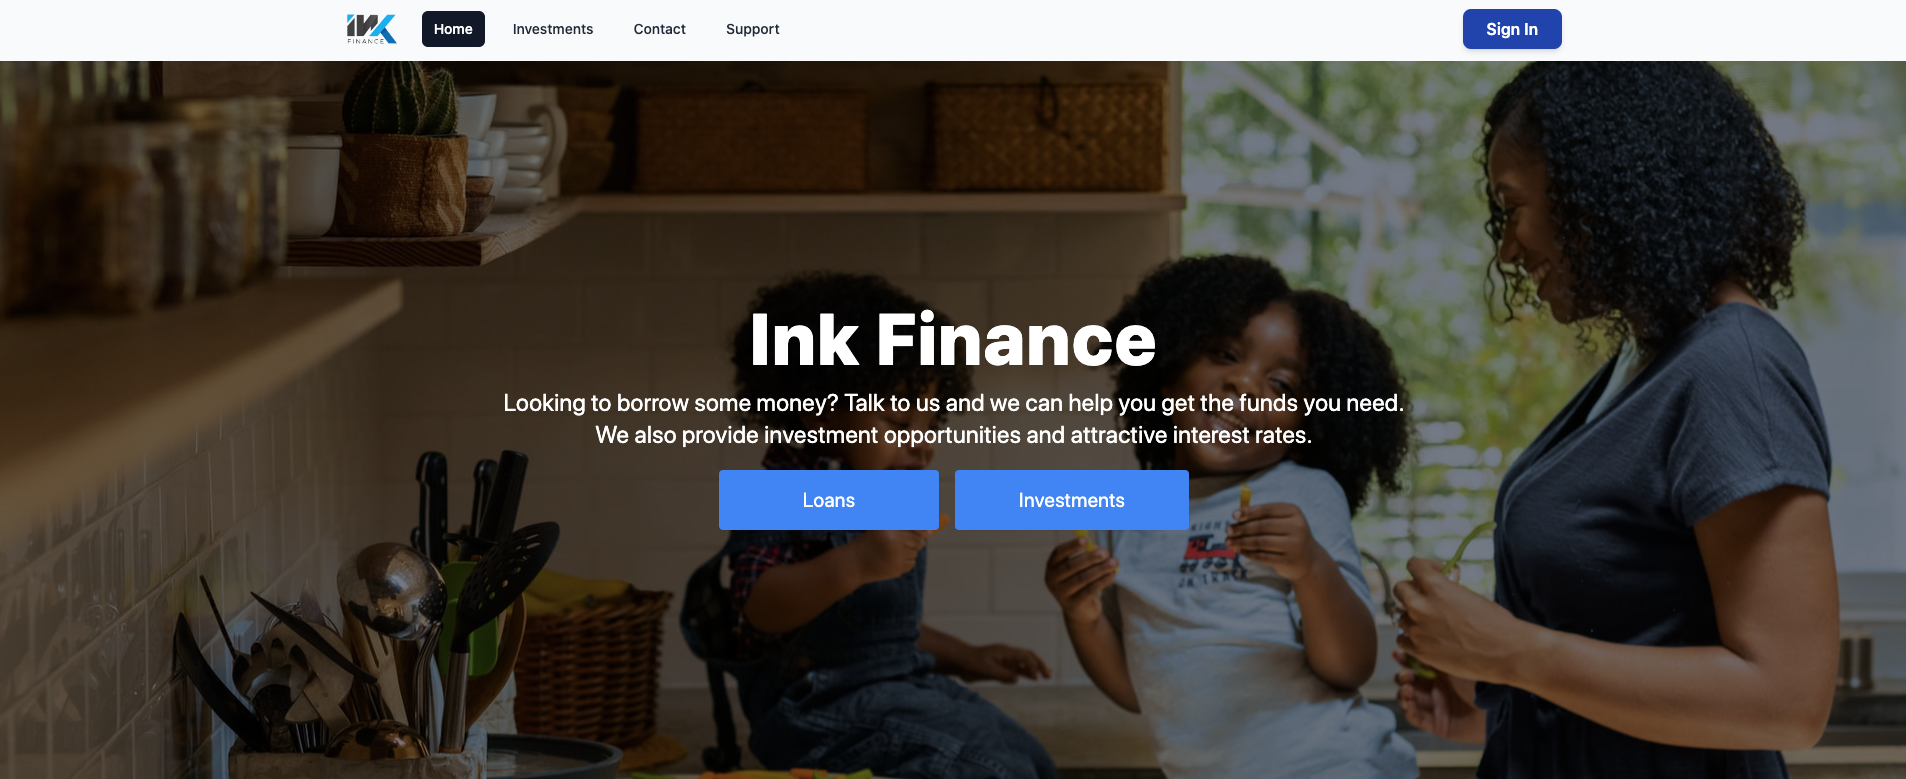 INK
FINANCE
Home
Investments
Contact
Support
Sign In
Ink Finance
Looking to borrow some money? Talk to us and we can help you get the funds you need.
We also provide investment opportunities and attractive interest rates.
Loans
Investments